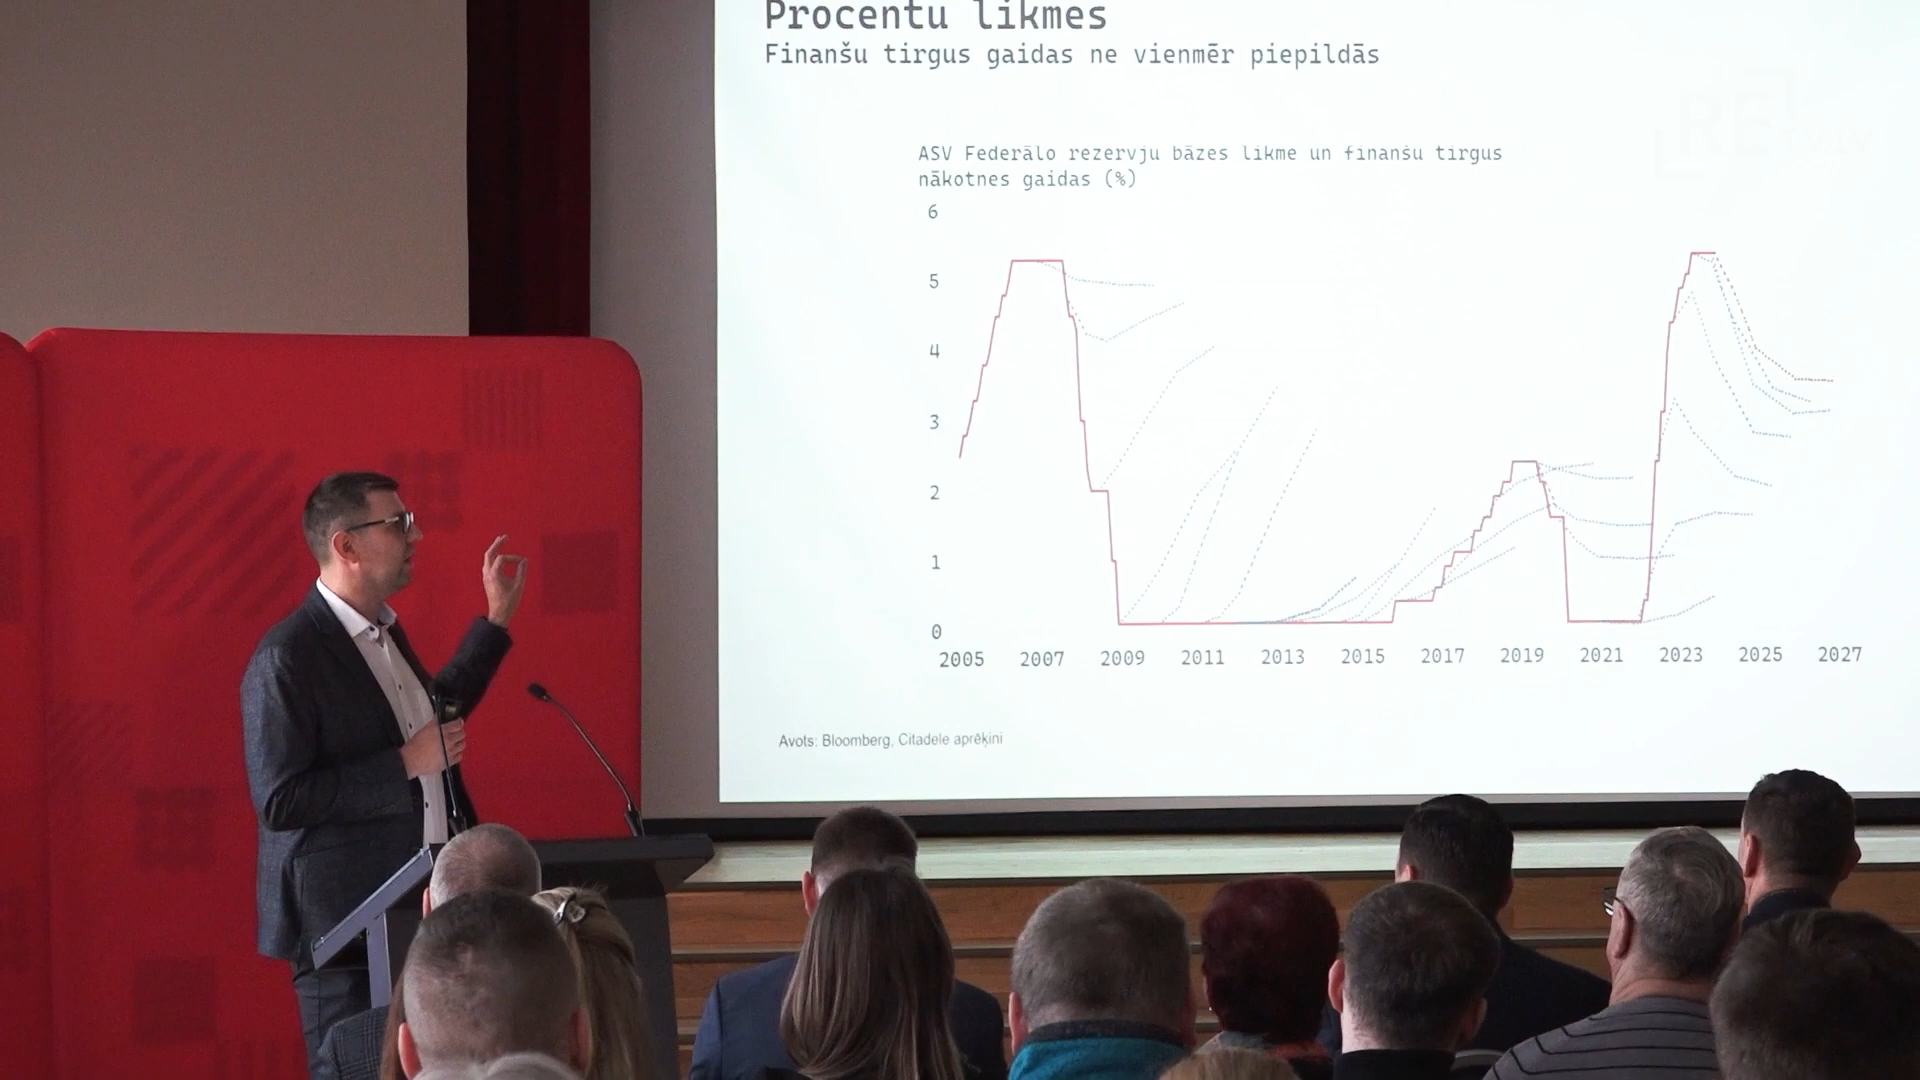 Procentu likmes
Finanšu tirgus gaidas ne vienmēr piepildās
ASV Federālo rezervju bāzes likme un finanšu tirgus
nākotnes gaidas (%)
6
5
4
3
2
1
0
2005 2007 2009 2011 2013 2015 2017 2019 2021 2023 2025 2027
Avots: Bloomberg, Citadele aprēķini